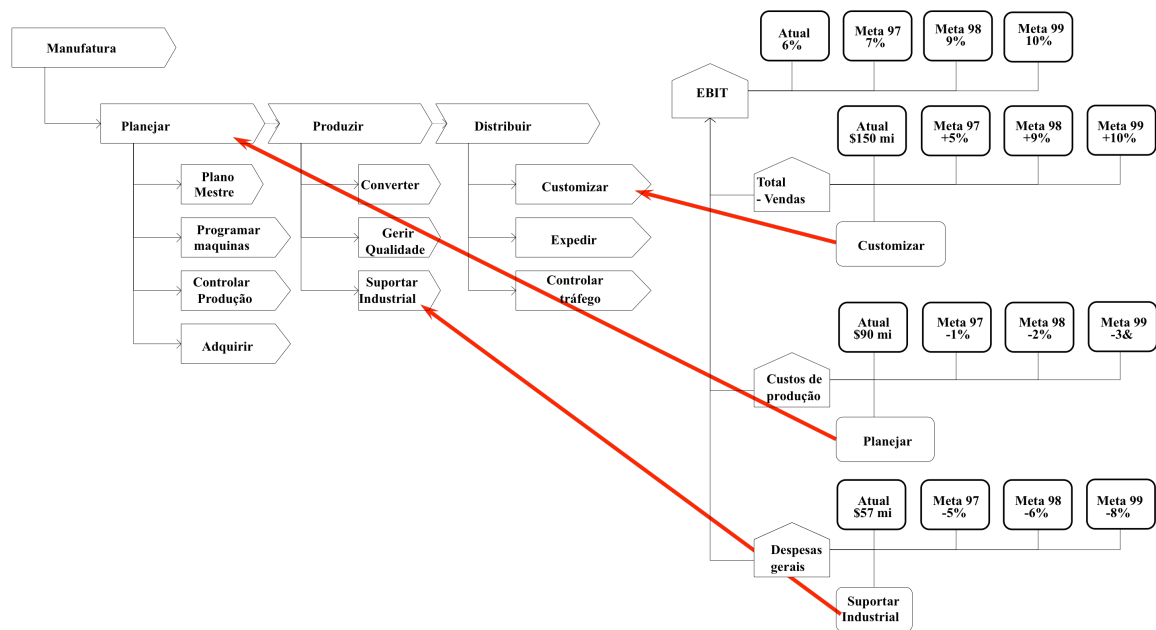 Manufatura
Planejar
Produzir
Distribuir
Plano
Mestre
Programar
maquinas
Controlar
Produção
Adquirir
Converter
Gerir
Qualidade
Suportar
Industrial
Customizar
Expedir
Controlar
tráfego
EBIT
Atual
6%
Meta 97
7%
Meta 98
9%
Meta 99
10%
Total
- Vendas
Atual
$150 mi
Meta 97
+5%
Meta 98
+9%
Meta 99
+10%
Customizar
Custos de
produção
Atual
$90 mi
Meta 97
-1%
Meta 98
-2%
Meta 99
-3&
Planejar
Despesas
gerais
Atual
$57 mi
Meta 97
-5%
Meta 98
-6%
Meta 99
-8%
Suportar
Industrial